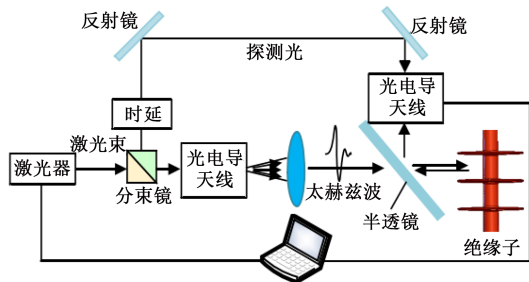 反射镜
反射镜
探测光
光电导
天线
时延
激光束
激光器
光电导
天线
分束镜
太赫兹波
半透镜
绝缘子